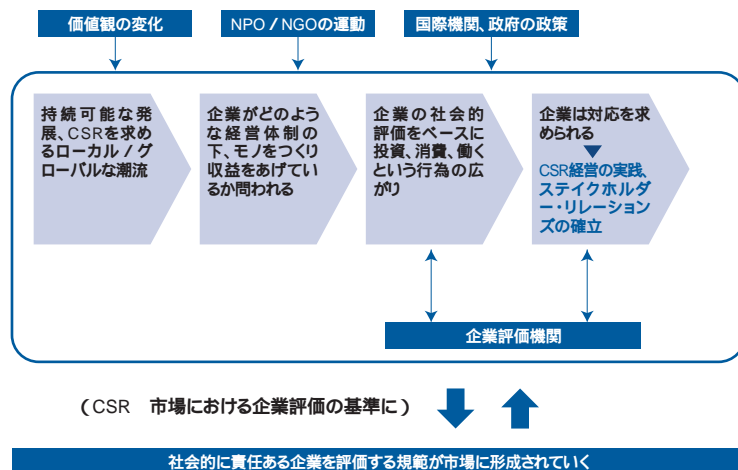 価値観の変化
NPO / NGOの運動
国際機関、政府の政策
持続可能な発
展、CSRを求め
るローカル / グ
ローバルな潮流
企業がどのよう
な経営体制の
下、モノをつくり
収益をあげてい
るか問われる
企業の社会的
評価をベースに
投資、消費、働く
という行為の広
がり
企業は対応を求
められる
CSR経営の実践、
ステイクホルダ
ー・リレーション
ズの確立
企業評価機関
(CSR 市場における企業評価の基準に)
社会的に責任ある企業を評価する規範が市場に形成されていく